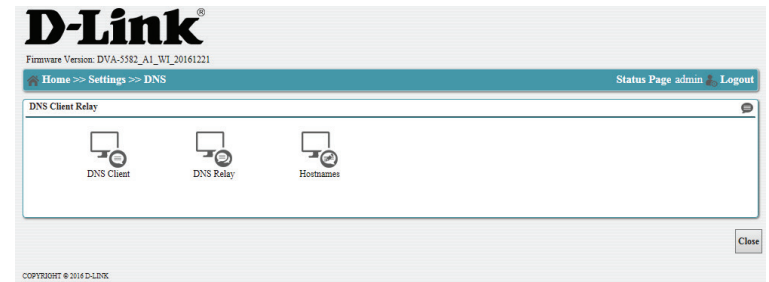 D-Link®
Firmware Version: DVA-5582_A1_WI_20161221
Home >> Settings >> DNS Status Page admin Logout
DNS Client Relay
DNS Client DNS Relay Hostnames
Close
COPYRIGHT © 2016 D-LINK